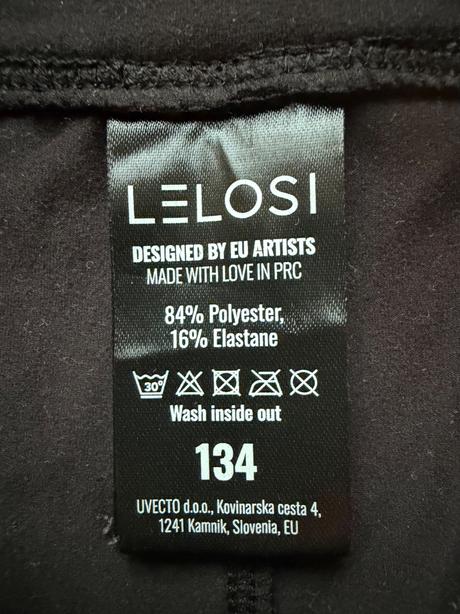 LELOSI
DESIGNED BY EU ARTISTS
MADE WITH LOVE IN PRC
84% Polyester,
16% Elastane
30°
Wash inside out
134
UVECTO d.o.o., Kovinarska cesta 4,
1241 Kamnik, Slovenia, EU